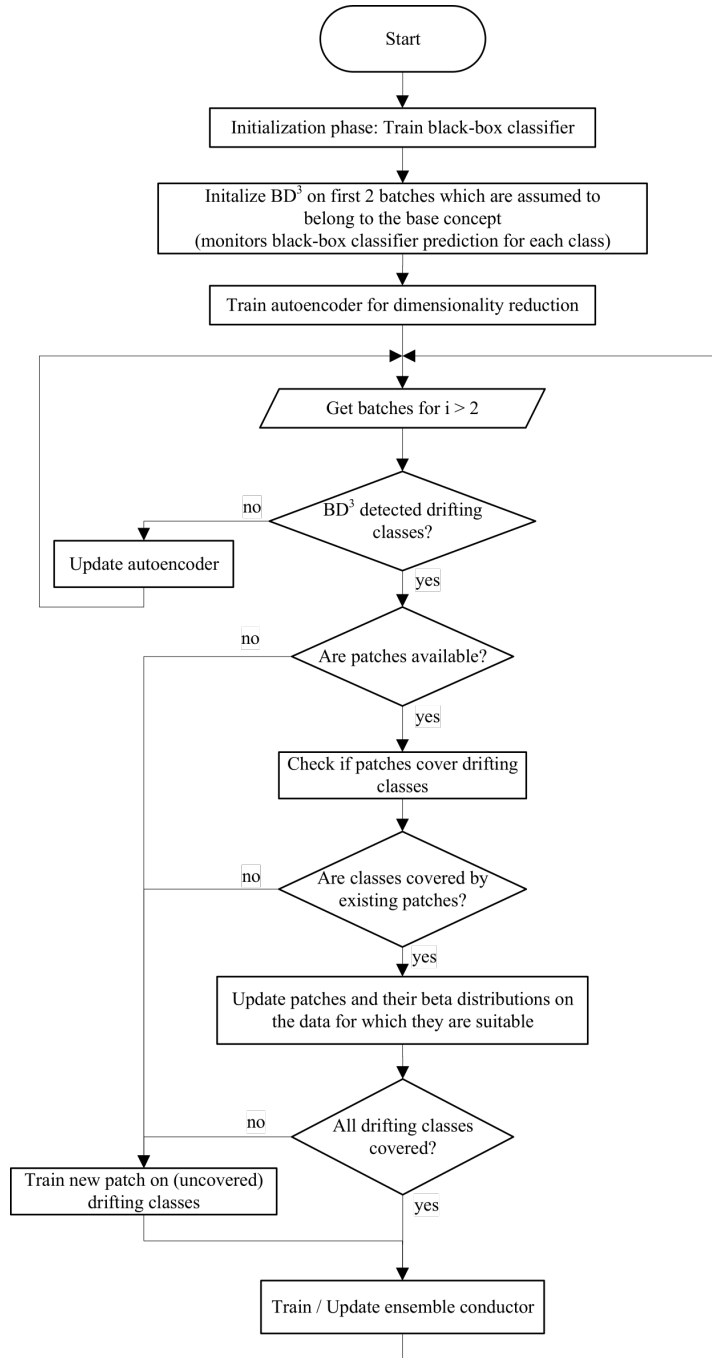 Start
Initialization phase: Train black-box classifier
Initalize BD³ on first 2 batches which are assumed to
belong to the base concept
(monitors black-box classifier prediction for each class)
Train autoencoder for dimensionality reduction
Get batches for i > 2
no
BD³ detected drifting
classes?
Update autoencoder
yes
no
Are patches available?
yes
Check if patches cover drifting
classes
no
Are classes covered by
existing patches?
yes
Update patches and their beta distributions on
the data for which they are suitable
no
All drifting classes
covered?
Train new patch on (uncovered)
drifting classes
yes
Train / Update ensemble conductor